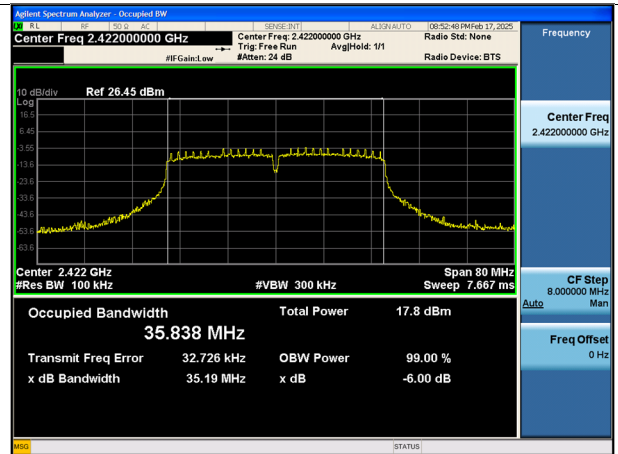 Agilent Spectrum Analyzer - Occupied BW
RL RF 50 Ω AC SENSE:INT ALIGN AUTO 08:52:48 PM Feb 17, 2025
Center Freq 2.422000000 GHz Center Freq: 2.422000000 GHz Radio Std: None
Trig: Free Run Avg|Hold: 1/1
#IFGain:Low #Atten: 24 dB Radio Device: BTS
Frequency
10 dB/div Ref 26.45 dBm
Log
16.5
6.45
-3.55
-13.6
-23.6
-33.6
-43.6
-53.6
-63.6
Center 2.422 GHz Span 80 MHz
#Res BW 100 kHz #VBW 300 kHz Sweep 7.667 ms
Center Freq
2.422000000 GHz
CF Step
8.000000 MHz
Auto Man
Freq Offset
0 Hz
Occupied Bandwidth Total Power 17.8 dBm
35.838 MHz
Transmit Freq Error 32.726 kHz OBW Power 99.00 %
x dB Bandwidth 35.19 MHz x dB -6.00 dB
MSG STATUS